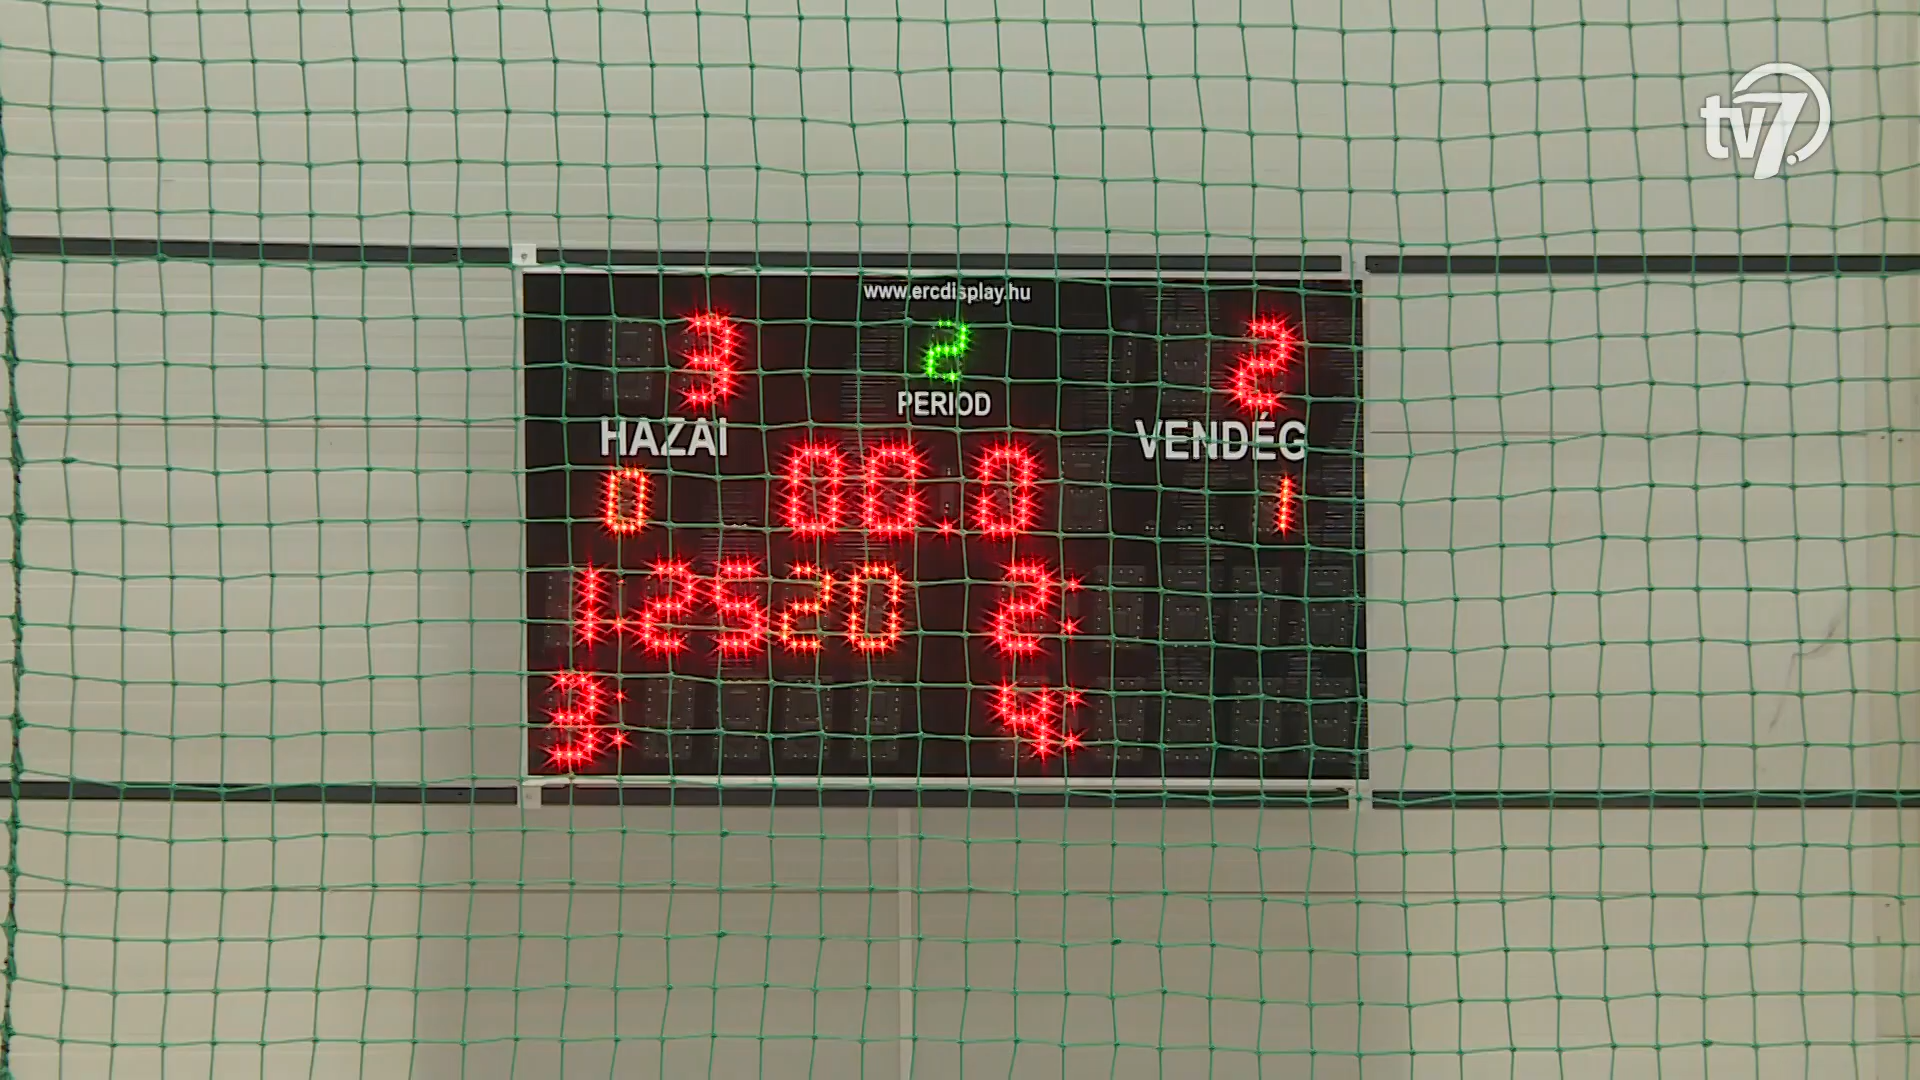 tv7.
www.ercdisplay.hu
3 2 2
PERIOD
HAZAI VENDÉG
0 00.0 1
1:25 20 2:
3: 4: